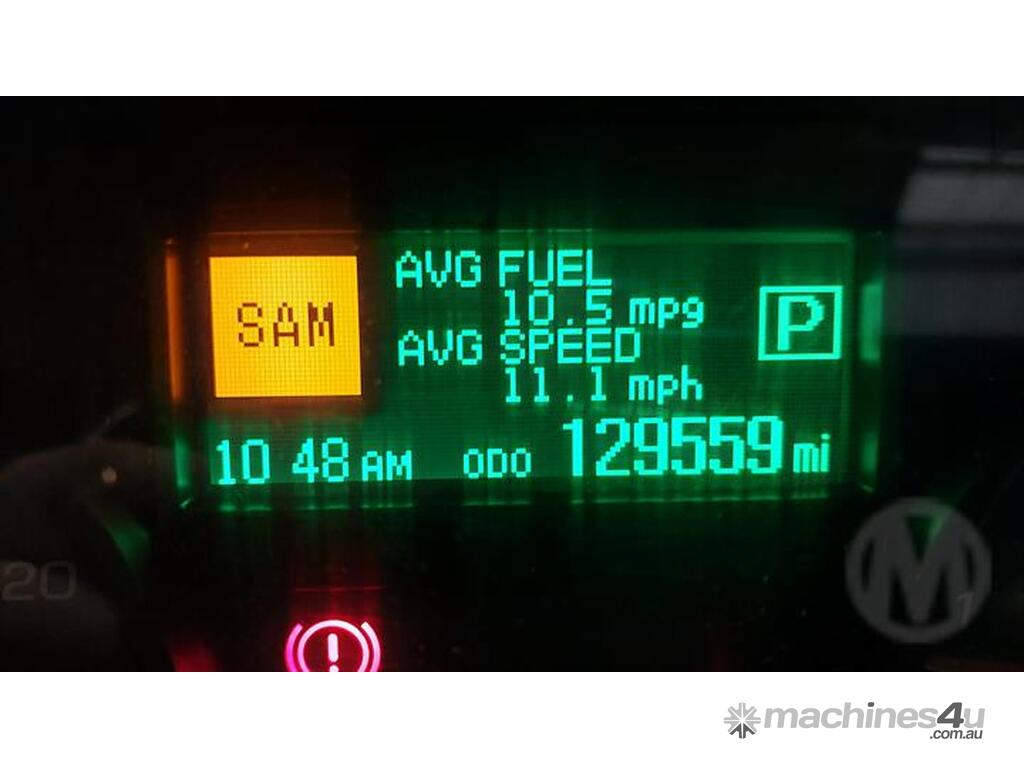 SAM
AVG FUEL
10.5 mpg
AVG SPEED
11.1 mph
P
10 48 AM ODO 129559 mi
20
!
M
machines4u
.com.au